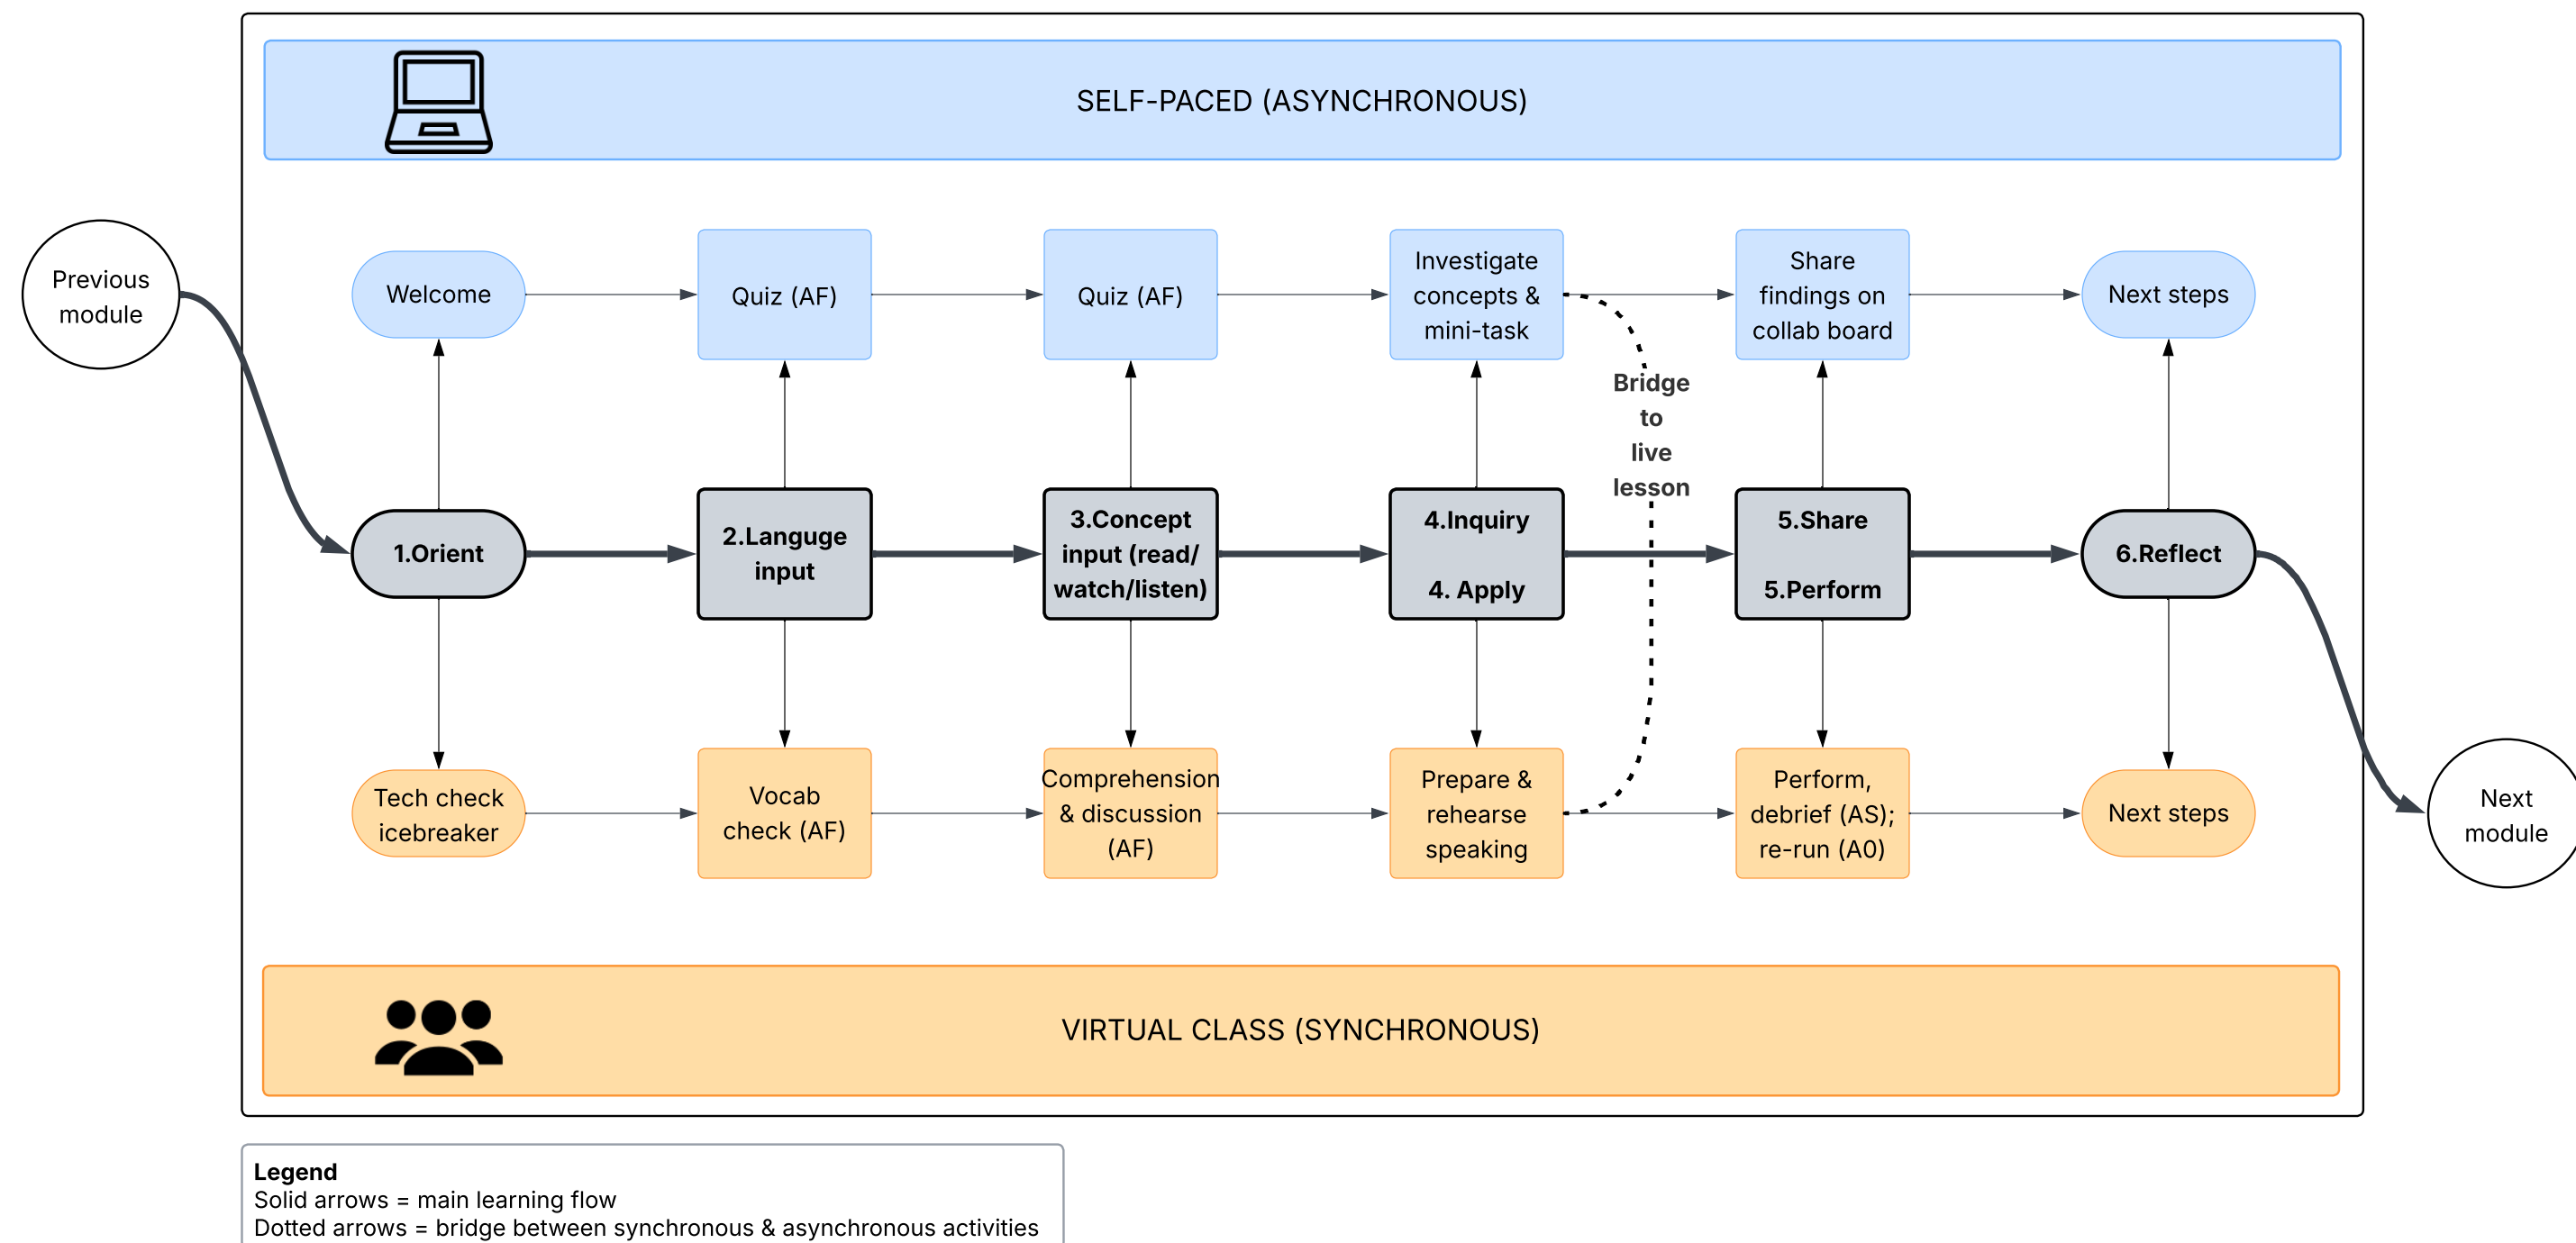 SELF-PACED (ASYNCHRONOUS)
Previous
module
Welcome
Quiz (AF)
Quiz (AF)
Investigate
concepts &
mini-task
Share
findings on
collab board
Next steps
Bridge
to
live
lesson
1.Orient
2.Languge
input
3.Concept
input (read/
watch/listen)
4.Inquiry
4. Apply
5.Share
5.Perform
6.Reflect
Tech check
icebreaker
Vocab
check (AF)
Comprehension
& discussion
(AF)
Prepare &
rehearse
speaking
Perform,
debrief (AS);
re-run (A0)
Next steps
Next
module
VIRTUAL CLASS (SYNCHRONOUS)
Legend
Solid arrows = main learning flow
Dotted arrows = bridge between synchronous & asynchronous activities